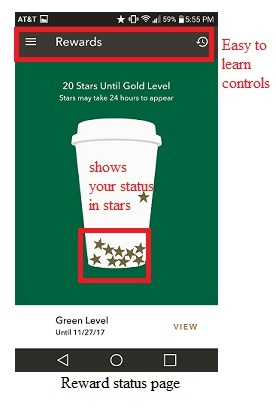 AT&T 59% 5:55 PM
Rewards
Easy to
learn
controls
20 Stars Until Gold Level
Stars may take 24 hours to appear
shows
your status
in stars
Green Level
Until 11/27/17
VIEW
Reward status page